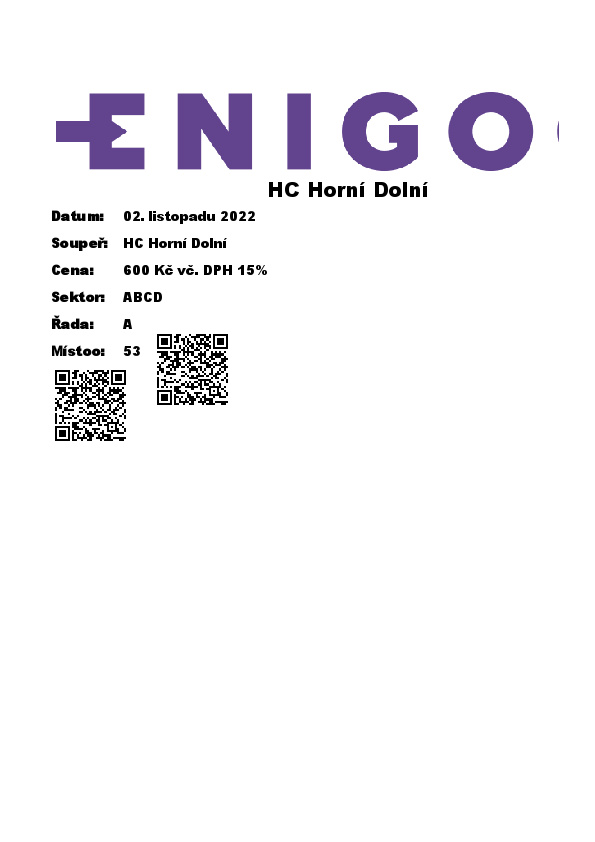 ENIGO
HC Horní Dolní
Datum: 02. listopadu 2022
Soupeř: HC Horní Dolní
Cena: 600 Kč vč. DPH 15%
Sektor: ABCD
Řada: A
Místoo: 53